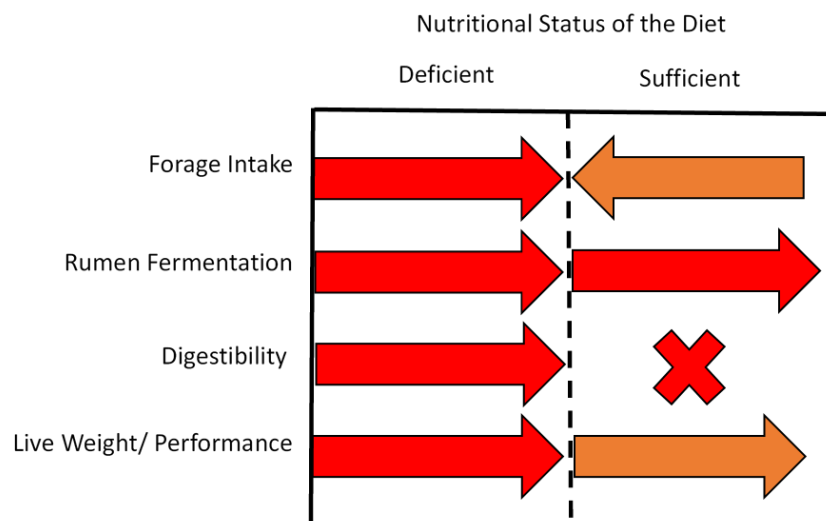 Nutritional Status of the Diet
Deficient
Sufficient
Forage Intake
Rumen Fermentation
Digestibility
Live Weight/ Performance